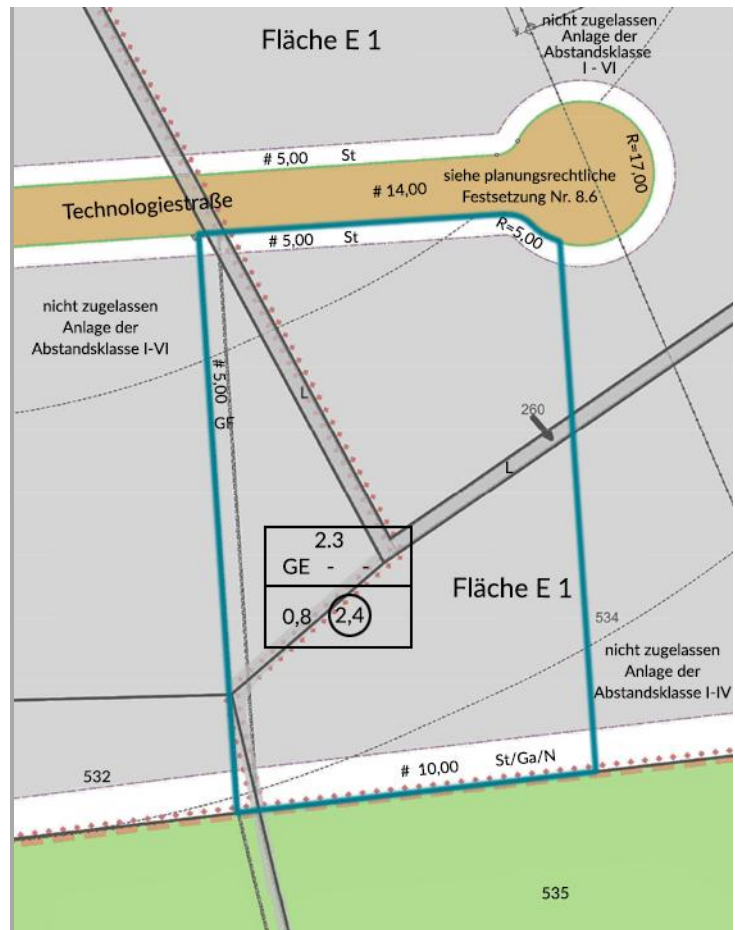 Fläche E 1
nicht zugelassen
Anlage der
Abstandsklasse
I - VI
# 5,00 St
R=17,00
siehe planungsrechtliche
Festsetzung Nr. 8.6
# 14,00
Technologiestraße
# 5,00 St
R=5,00
nicht zugelassen
Anlage der
Abstandsklasse I-VI
# 5,00
GF
L
260
L
2.3
GE - -
0,8 2,4
Fläche E 1
534
nicht zugelassen
Anlage der
Abstandsklasse I-IV
532
# 10,00 St/Ga/N
535